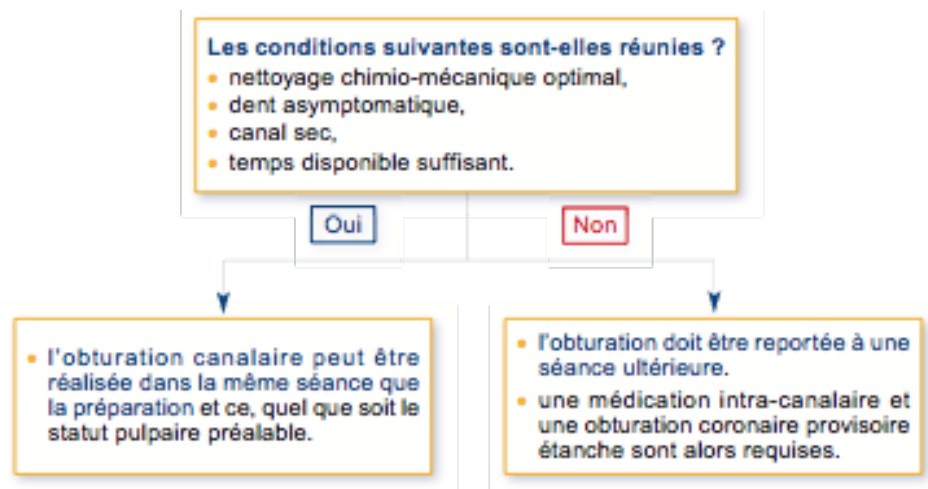 Les conditions suivantes sont-elles réunies ?
• nettoyage chimio-mécanique optimal,
• dent asymptomatique,
• canal sec,
• temps disponible suffisant.
Oui
Non
• l'obturation canalaire peut être
réalisée dans la même séance que
la préparation et ce, quel que soit le
statut pulpaire préalable.
• l'obturation doit être reportée à une
séance ultérieure.
• une médication intra-canalaire et
une obturation coronaire provisoire
étanche sont alors requises.